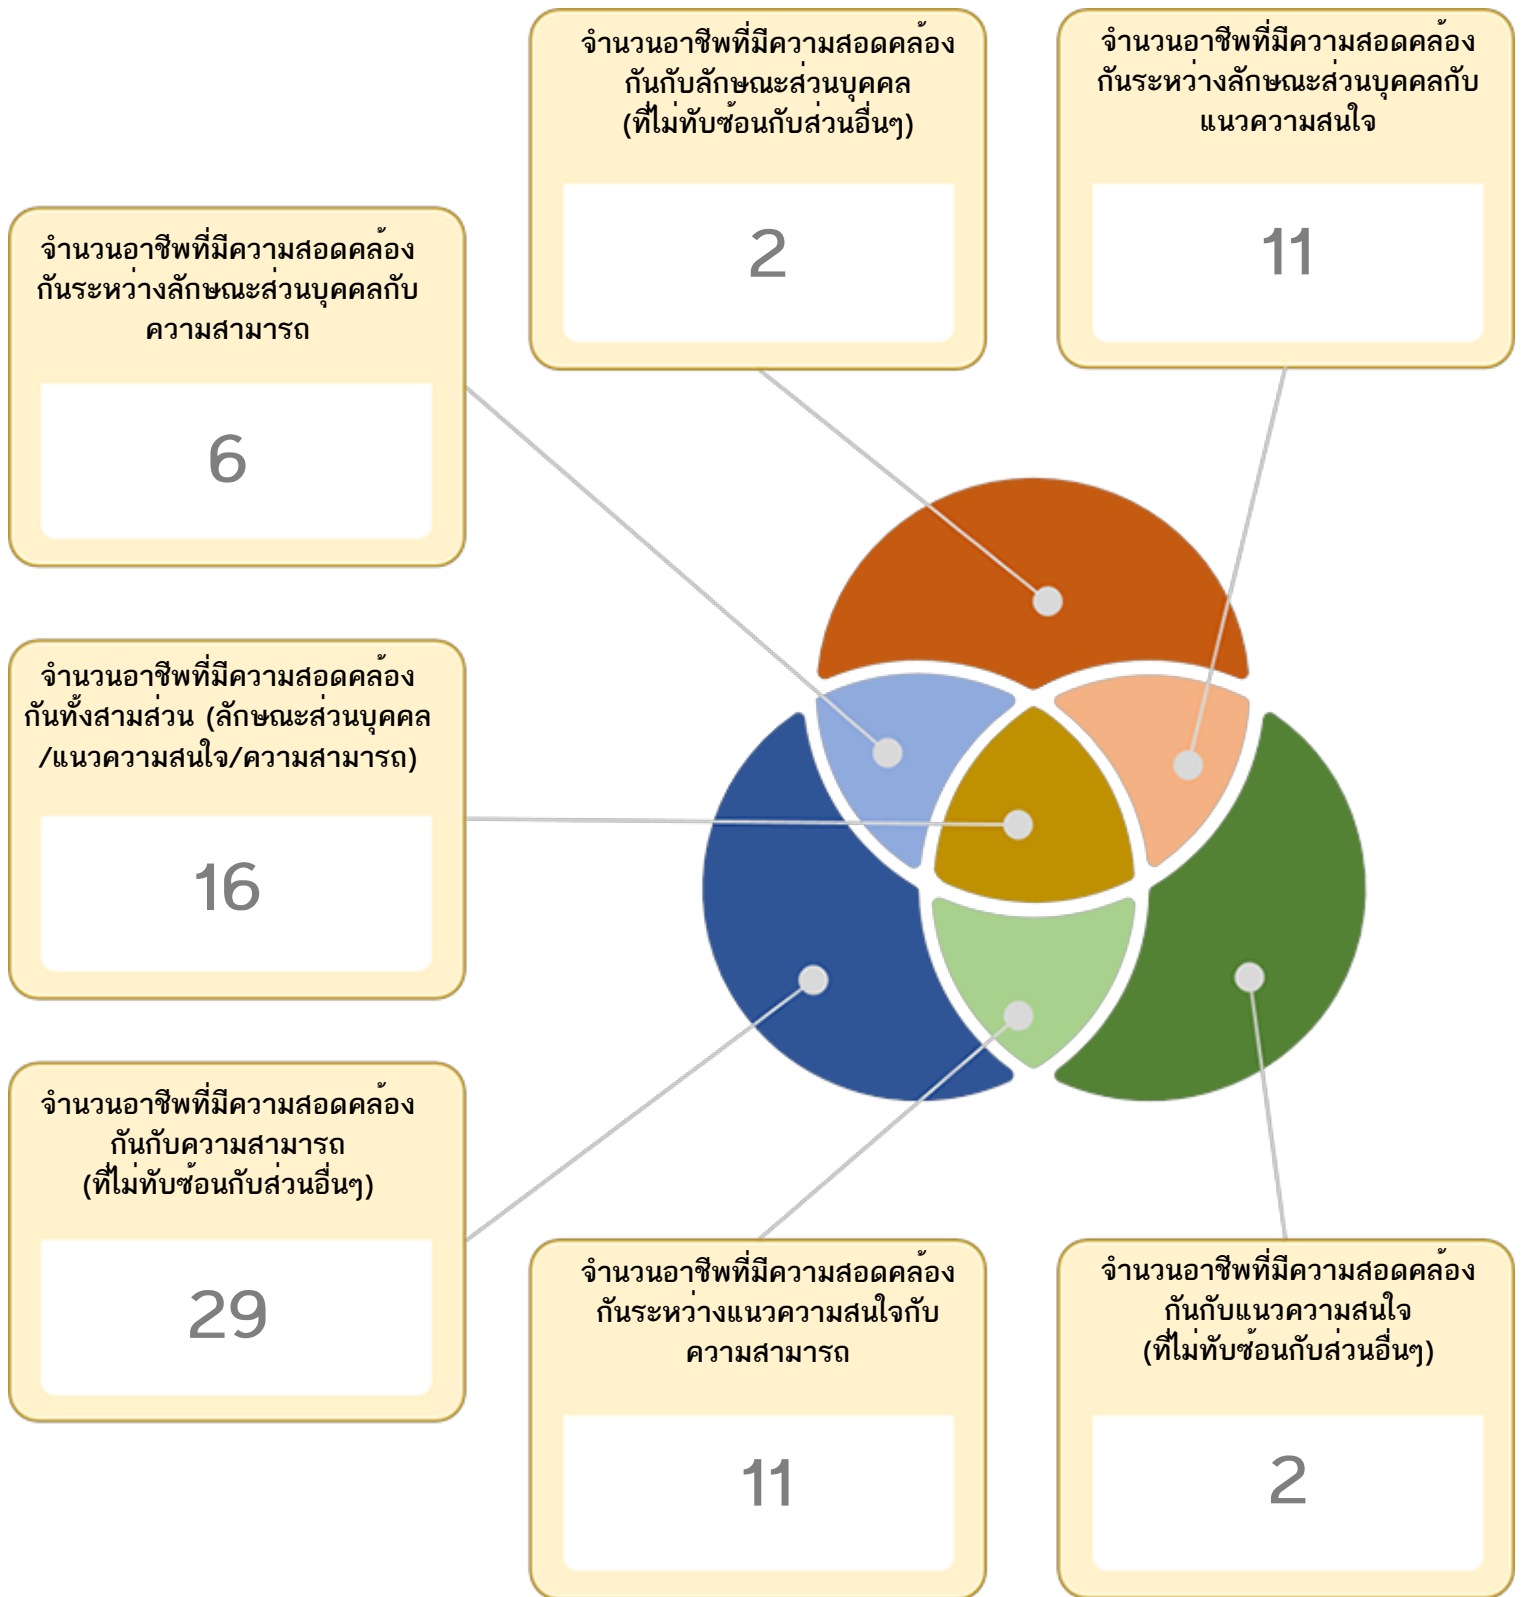 จำนวนอาชีพที่มีความสอดคล้อง
กันกับลักษณะส่วนบุคคล
(ที่ไม่ทับซ้อนกับส่วนอื่นๆ)
2
จำนวนอาชีพที่มีความสอดคล้อง
กันระหว่างลักษณะส่วนบุคคลกับ
แนวความสนใจ
11
จำนวนอาชีพที่มีความสอดคล้อง
กันระหว่างลักษณะส่วนบุคคลกับ
ความสามารถ
6
จำนวนอาชีพที่มีความสอดคล้อง
กันทั้งสามส่วน (ลักษณะส่วนบุคคล
/แนวความสนใจ/ความสามารถ)
16
จำนวนอาชีพที่มีความสอดคล้อง
กันกับความสามารถ
(ที่ไม่ทับซ้อนกับส่วนอื่นๆ)
29
จำนวนอาชีพที่มีความสอดคล้อง
กันระหว่างแนวความสนใจกับ
ความสามารถ
11
จำนวนอาชีพที่มีความสอดคล้อง
กันกับแนวความสนใจ
(ที่ไม่ทับซ้อนกับส่วนอื่นๆ)
2